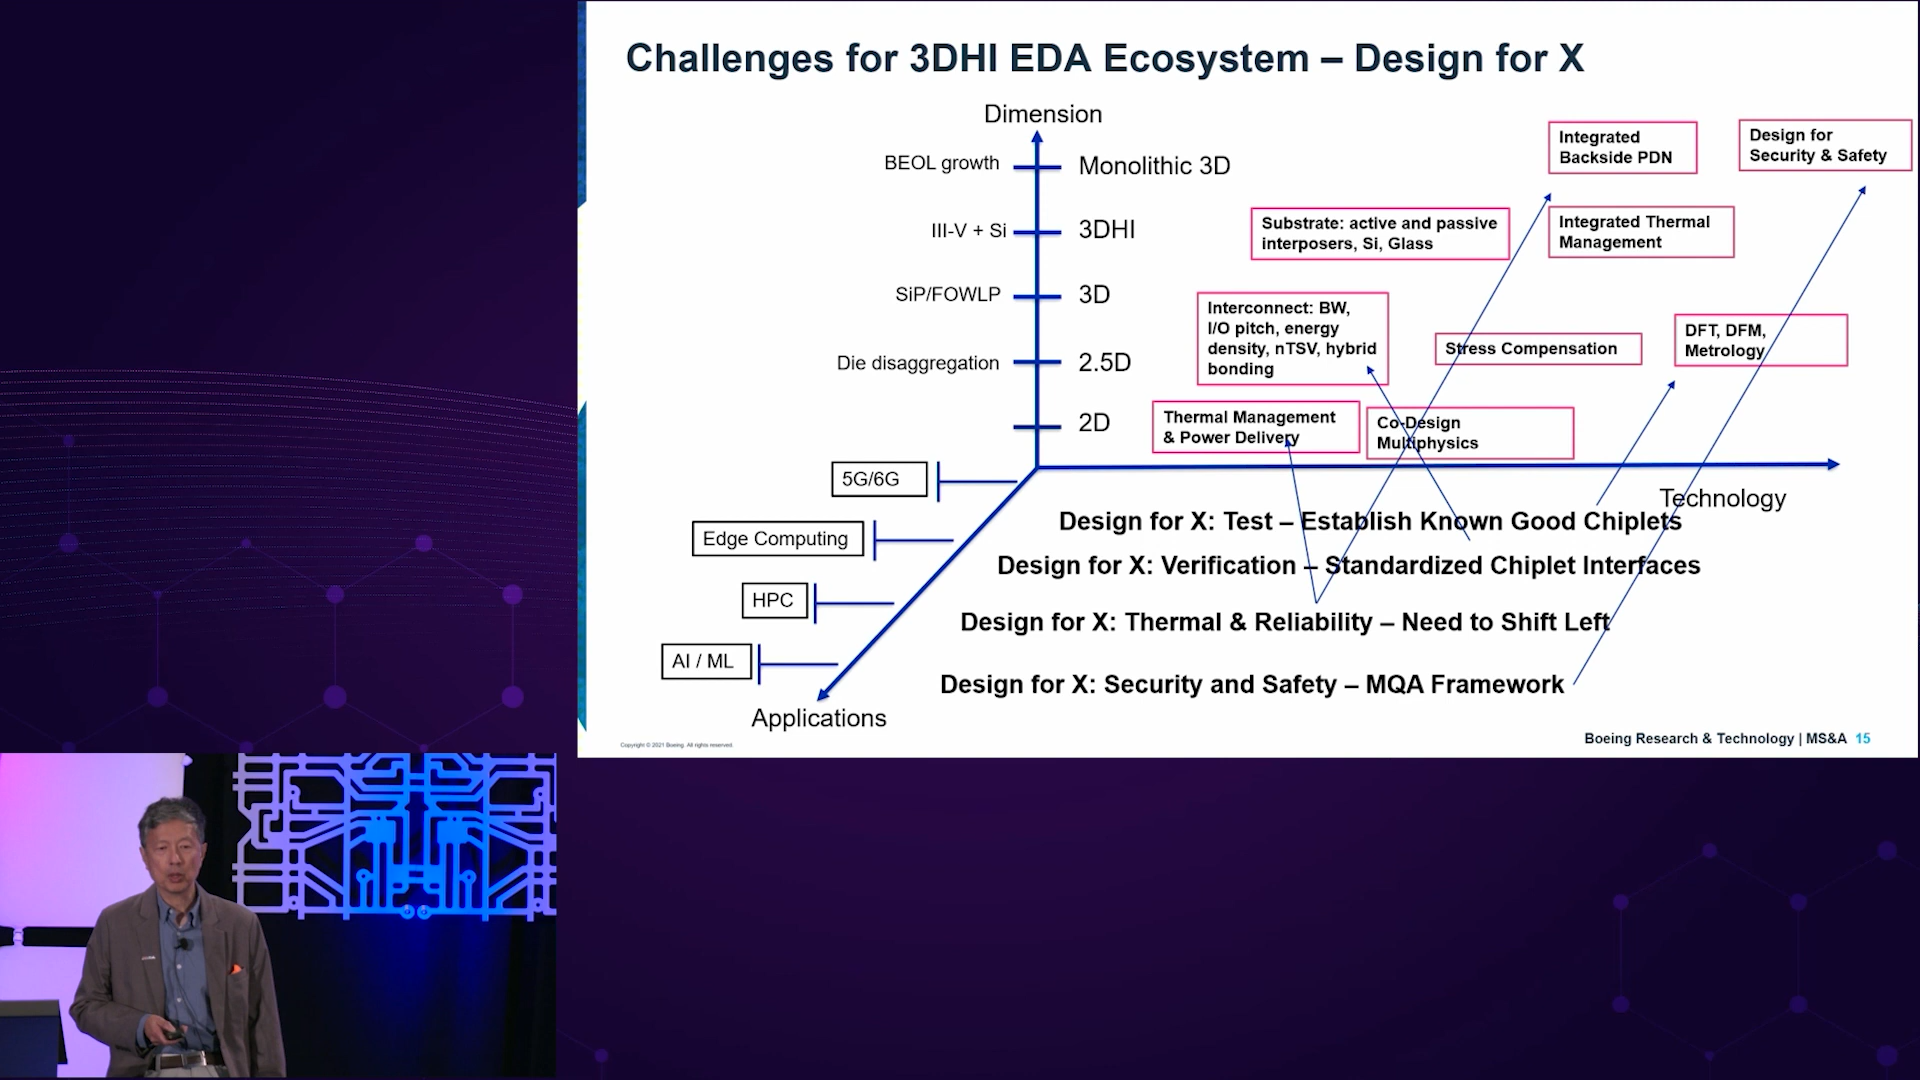 Challenges for 3DHI EDA Ecosystem – Design for X
Dimension
BEOL growth
Monolithic 3D
III-V + Si
3DHI
SiP/FOWLP
3D
Die disaggregation
2.5D
2D
Integrated
Backside PDN
Design for
Security & Safety
Substrate: active and passive
interposers, Si, Glass
Integrated Thermal
Management
Interconnect: BW,
I/O pitch, energy
density, nTSV, hybrid
bonding
Stress Compensation
DFT, DFM,
Metrology
Thermal Management
& Power Delivery
Co-Design
Multiphysics
Technology
5G/6G
Edge Computing
HPC
AI / ML
Applications
Design for X: Test – Establish Known Good Chiplets
Design for X: Verification – Standardized Chiplet Interfaces
Design for X: Thermal & Reliability – Need to Shift Left
Design for X: Security and Safety – MQA Framework
Copyright © 2021 Boeing. All rights reserved.
Boeing Research & Technology | MS&A 15